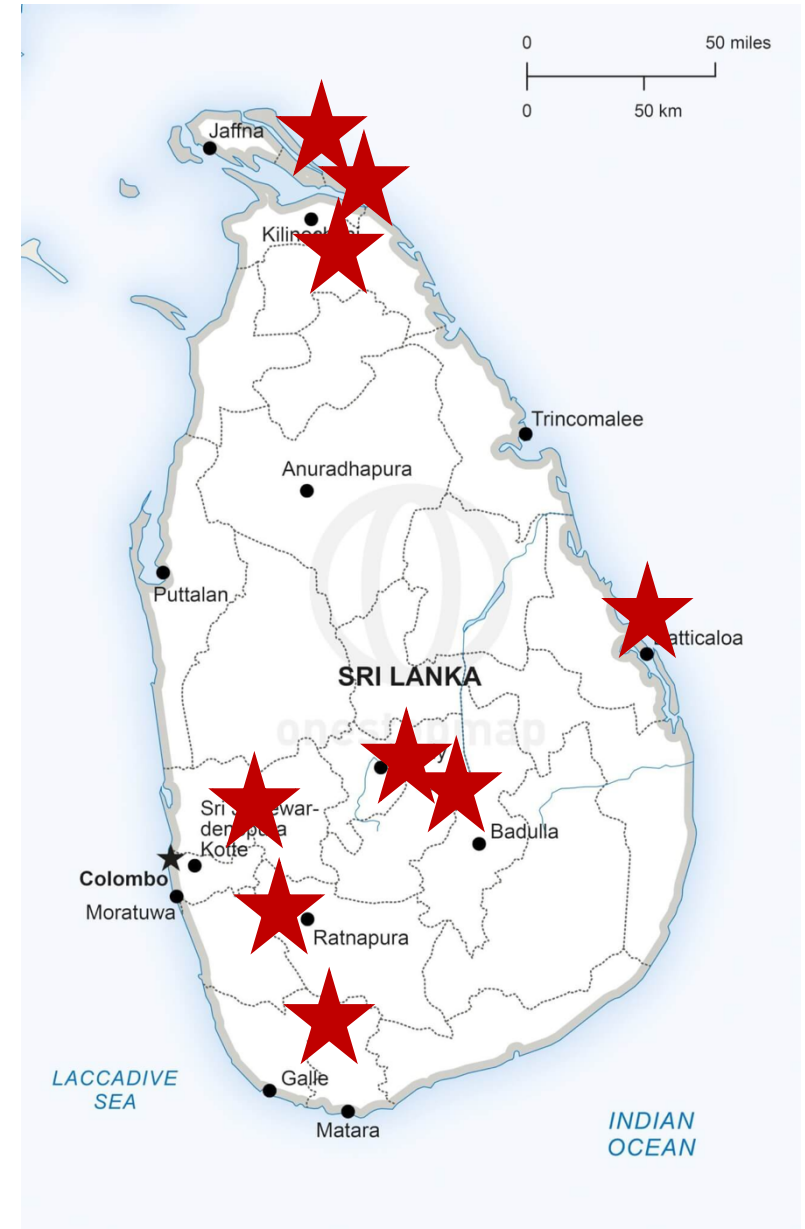 0 50 miles
0 50 km
Jaffna
Trincomalee
Anuradhapura
Puttalan
SRI LANKA
Badulla
Kotte
Colombo
Moratuwa
Ratnapura
LACCADIVE
SEA
Galle
Matara
INDIAN
OCEAN